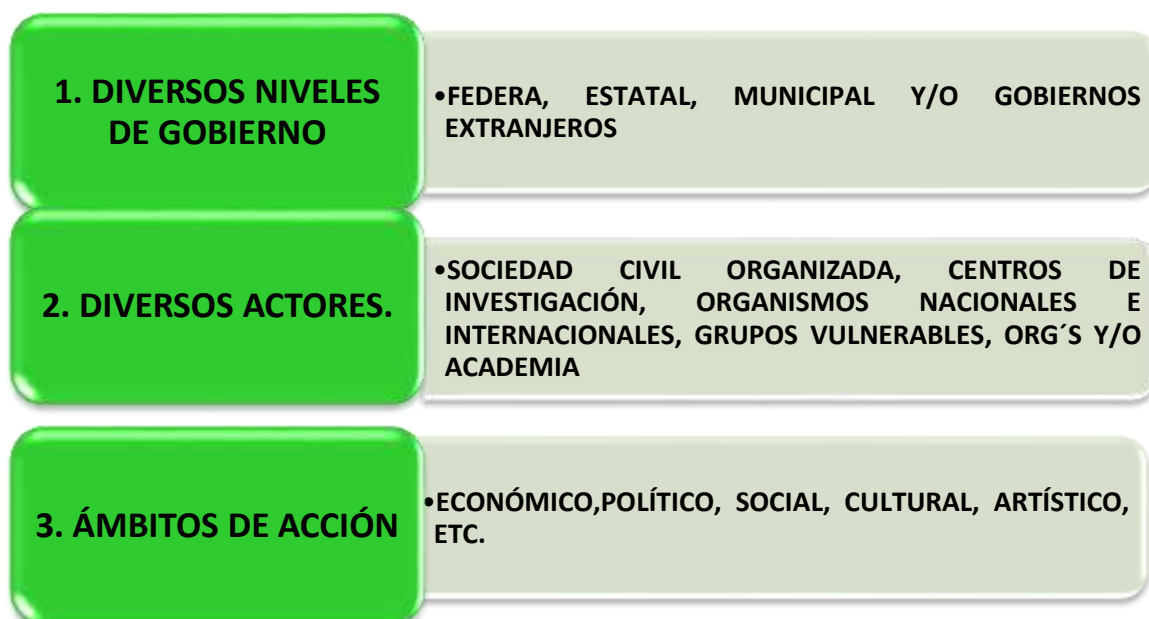 1. DIVERSOS NIVELES
DE GOBIERNO
•FEDERA, ESTATAL, MUNICIPAL Y/O GOBIERNOS
EXTRANJEROS
2. DIVERSOS ACTORES.
•SOCIEDAD CIVIL ORGANIZADA, CENTROS DE
INVESTIGACIÓN, ORGANISMOS NACIONALES E
INTERNACIONALES, GRUPOS VULNERABLES, ORG´S Y/O
ACADEMIA
3. ÁMBITOS DE ACCIÓN
•ECONÓMICO,POLÍTICO, SOCIAL, CULTURAL, ARTÍSTICO,
ETC.